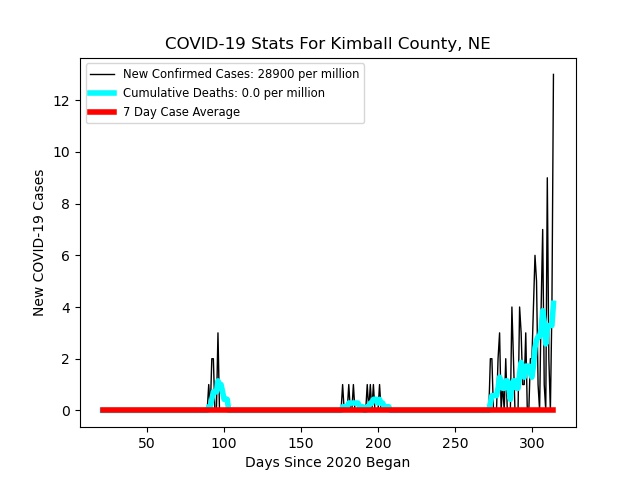 COVID-19 Stats For Kimball County, NE
New Confirmed Cases: 28900 per million
Cumulative Deaths: 0.0 per million
7 Day Case Average
New COVID-19 Cases
12
10
8
6
4
2
0
50 100 150 200 250 300
Days Since 2020 Began